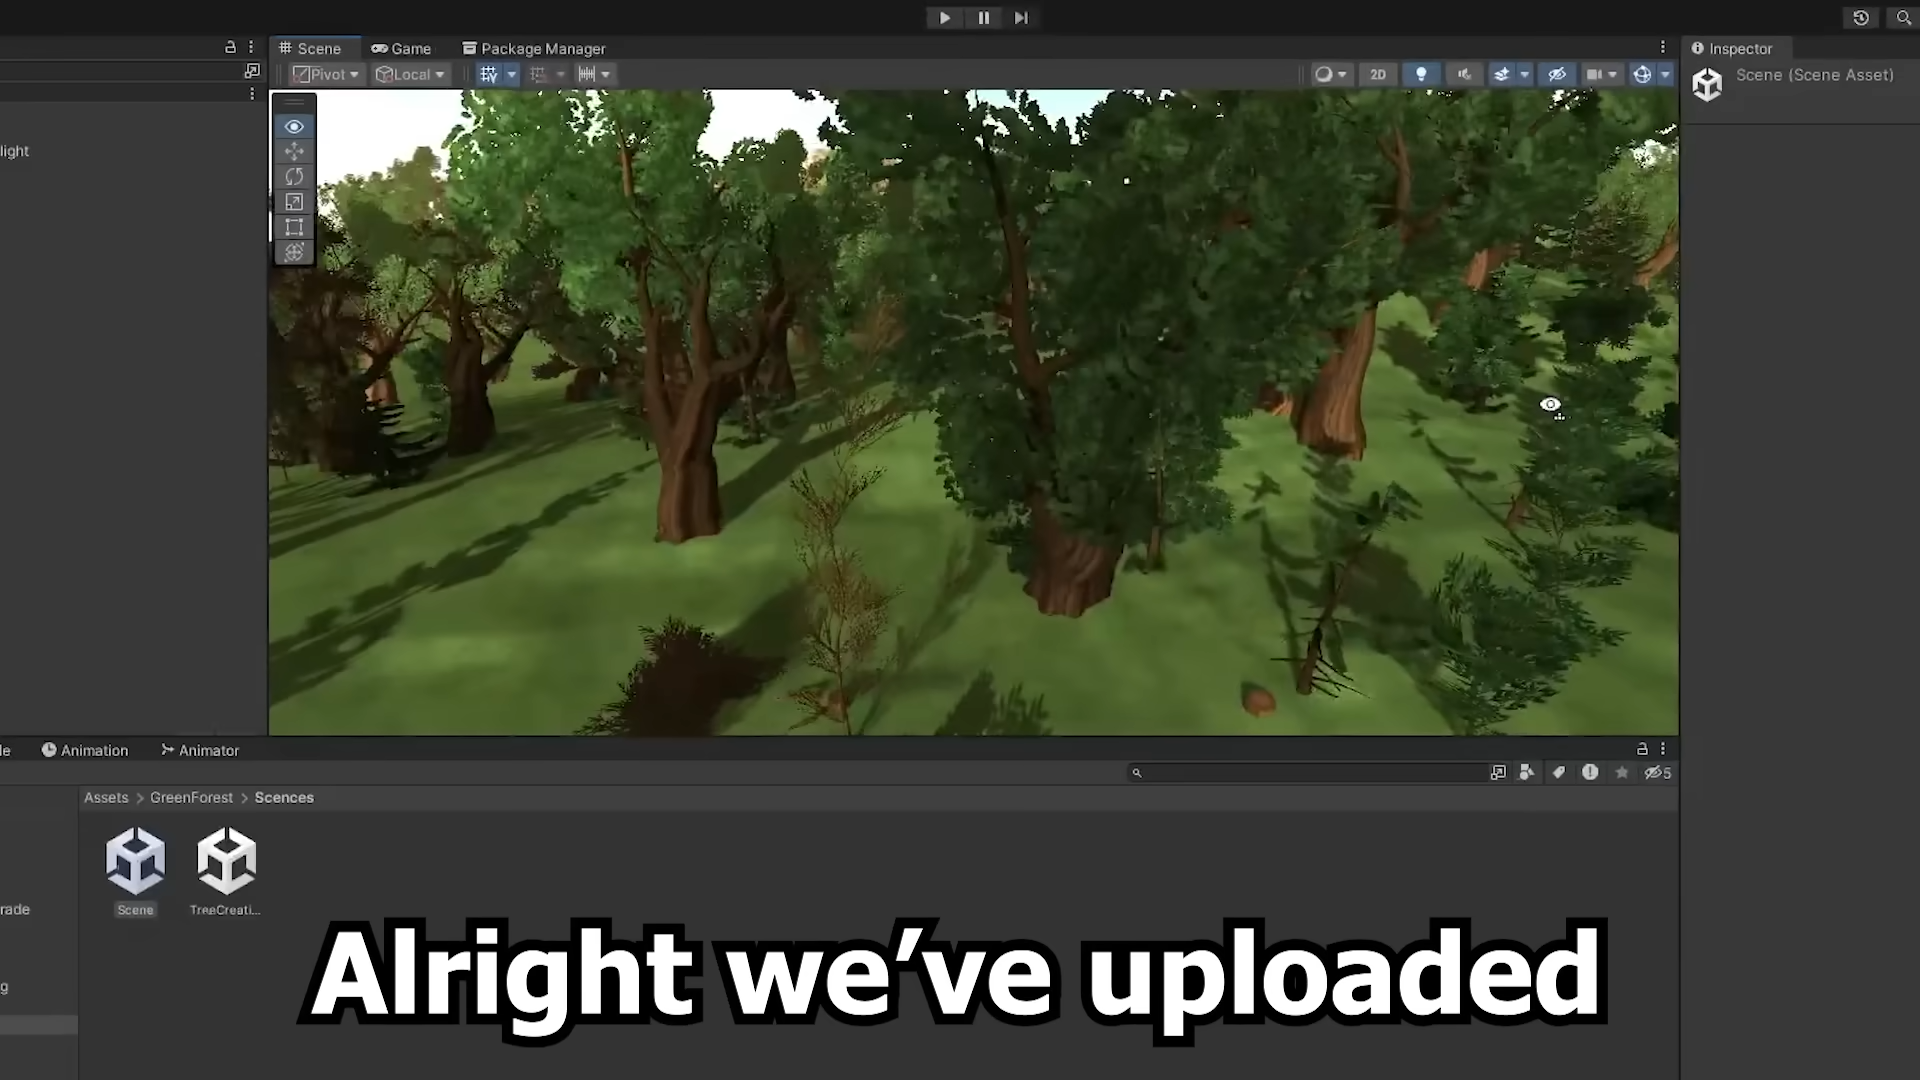 Scene
Game
Package Manager
Inspector
Pivot
Local
2D
Scene (Scene Asset)
light
le
Animation
Animator
5
Assets > GreenForest > Scences
Scene
TreeCreati...
rade
g
Alright we’ve uploaded